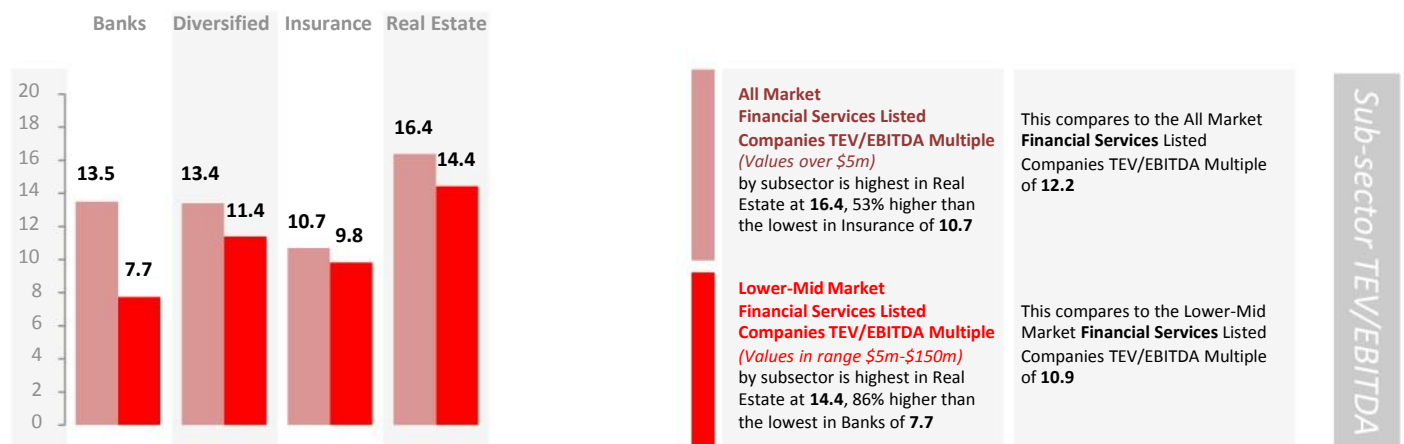 Banks Diversified Insurance Real Estate
20
18
16
14
12
10
8
6
4
2
0
13.5
7.7
13.4
11.4
10.7
9.8
16.4
14.4
All Market
Financial Services Listed
Companies TEV/EBITDA Multiple
(Values over $5m)
by subsector is highest in Real
Estate at 16.4, 53% higher than
the lowest in Insurance of 10.7
This compares to the All Market
Financial Services Listed
Companies TEV/EBITDA Multiple
of 12.2
Lower-Mid Market
Financial Services Listed
Companies TEV/EBITDA Multiple
(Values in range $5m-$150m)
by subsector is highest in Real
Estate at 14.4, 86% higher than
the lowest in Banks of 7.7
This compares to the Lower-Mid
Market Financial Services Listed
Companies TEV/EBITDA Multiple
of 10.9
Sub-sector TEV/EBITDA